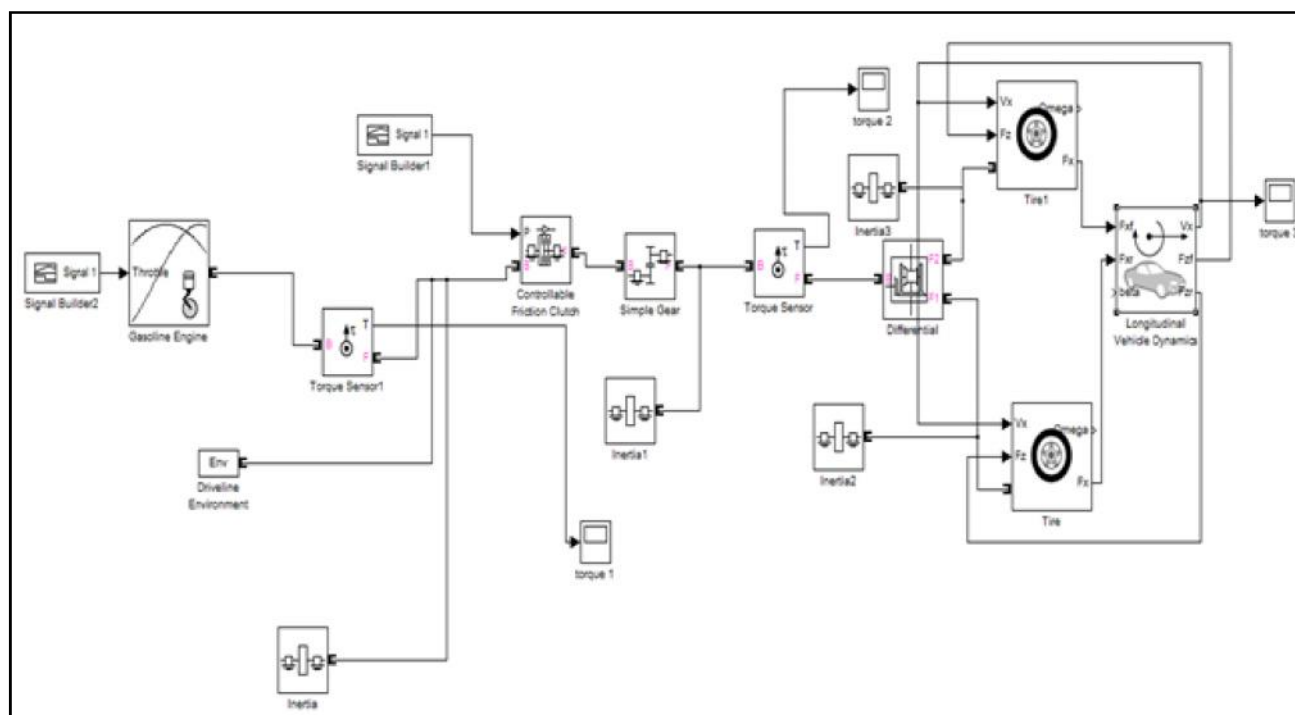 Signal 1
Signal Builder2
Throttle
Gasoline Engine
Signal 1
Signal Builder1
T
B
F
Torque Sensor1
Env
Driveline
Environment
Inertia
torque 1
P
B
F
Controllable
Friction Clutch
B
F
Simple Gear
Inertia1
T
B
F
Torque Sensor
torque 2
Inertia3
B
F2
F1
Differential
Inertia2
Vx
Omega
Fz
Fx
Tire1
Vx
Omega
Fz
Fx
Tire
Fxf
Vx
Fxr
Fzf
beta
Fzr
Longitudinal
Vehicle Dynamics